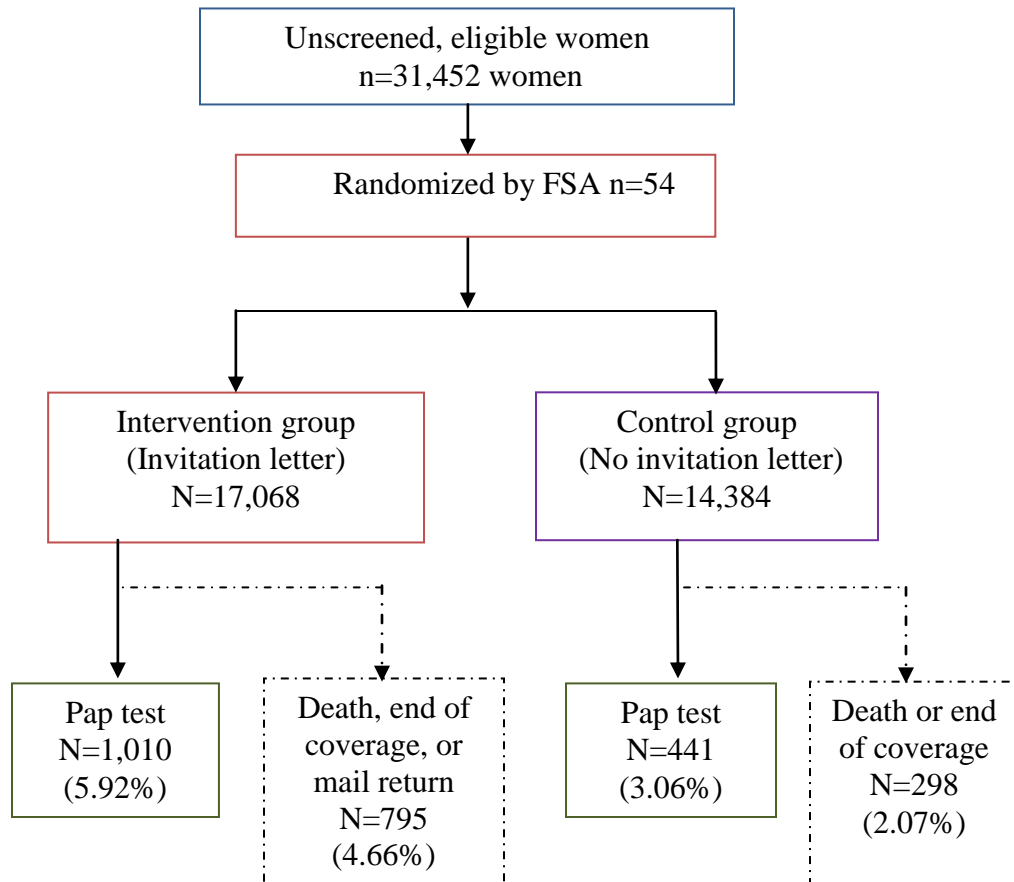 Unscreened, eligible women
n=31,452 women
Randomized by FSA n=54
Intervention group
(Invitation letter)
N=17,068
Control group
(No invitation letter)
N=14,384
Pap test
N=1,010
(5.92%)
Death, end of
coverage, or
mail return
N=795
(4.66%)
Pap test
N=441
(3.06%)
Death or end
of coverage
N=298
(2.07%)